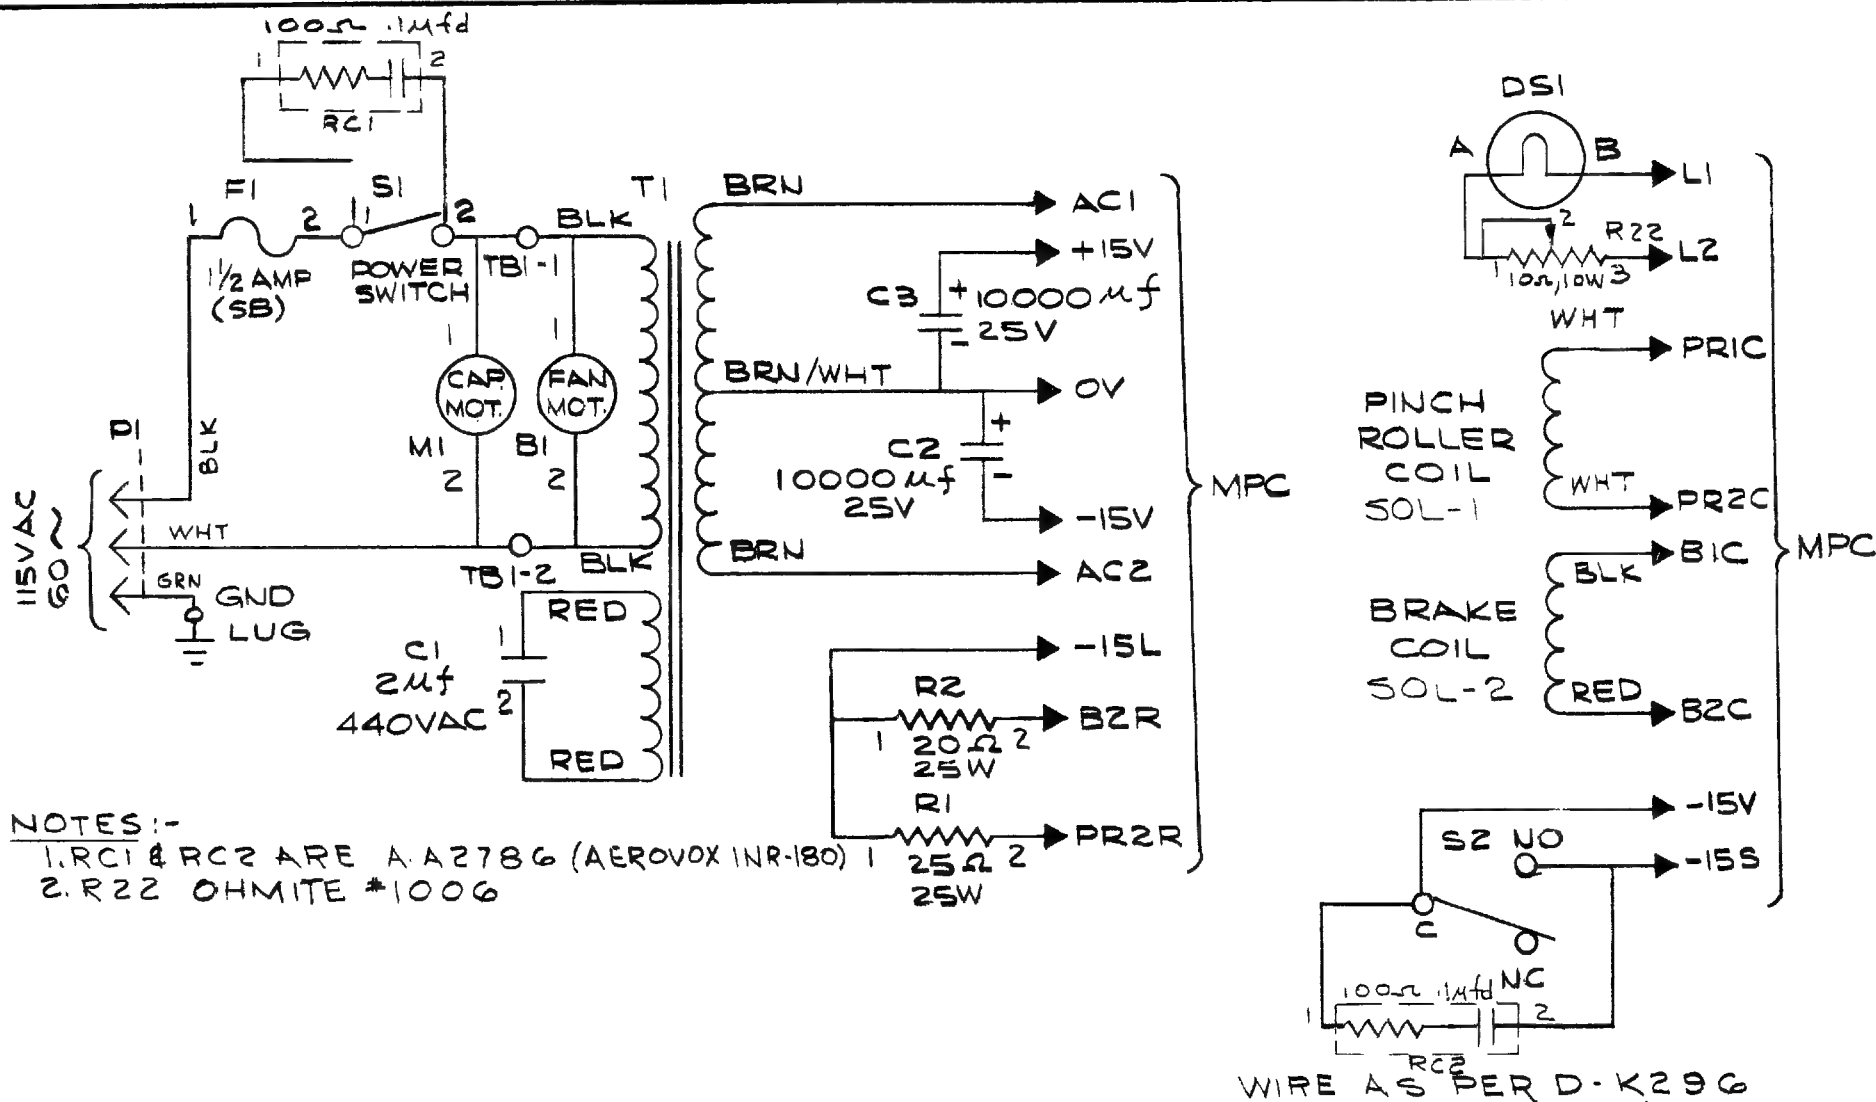 100Ω .1µfd
1 2
RC1
F1 S1
1 2 1 2
1½ AMP
(SB)
POWER
SWITCH
TB1-1
BLK
T1
1 1
CAP.
MOT.
FAN
MOT.
M1 B1
2 2
P1
BLK
115VAC
60~
WHT
GRN
GND
LUG
TB1-2
BLK
RED
1
C1
2µf
440VAC
2
RED
BRN
AC1
+15V
C3
+ 10000µf
- 25V
BRN/WHT
0V
+
C2
10000µf
-
25V
-15V
BRN
AC2
-15L
R2
B2R
1 20Ω 2
25W
R1
PR2R
1 25Ω 2
25W
MPC
DS1
A B
L1
2
R22
L2
1 10Ω,10W 3
WHT
PR1C
PINCH
ROLLER
COIL
SOL-1
WHT
PR2C
B1C
BLK
BRAKE
COIL
SOL-2
RED
B2C
MPC
-15V
S2 NO
-15S
C
NC
100Ω .1µfd
1 2
RC2
WIRE AS PER D-K296
NOTES:-
1. RC1 & RC2 ARE A.A2786 (AEROVOX INR-180)
2. R22 OHMITE #1006